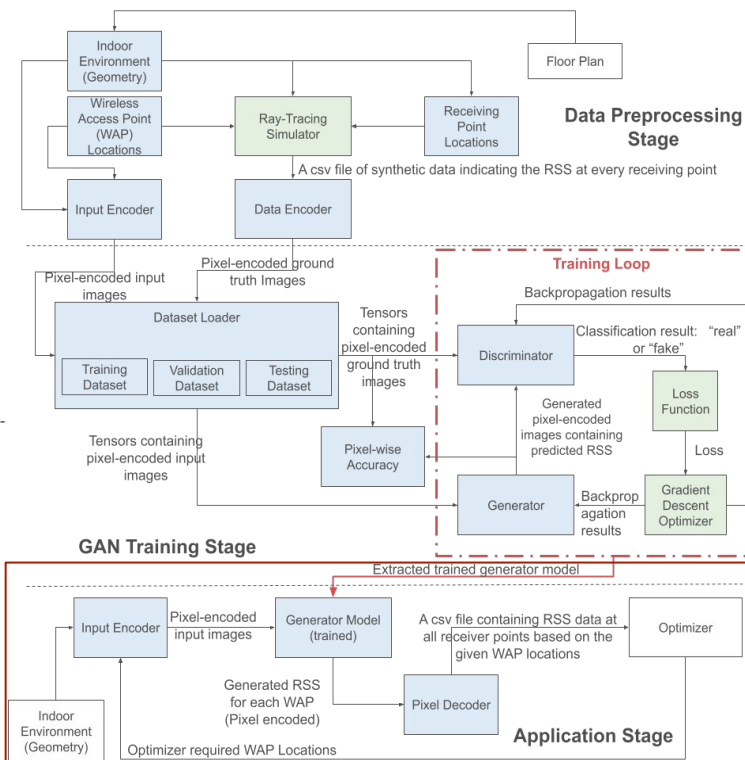 Indoor
Environment
(Geometry)
Floor Plan
Wireless
Access Point
(WAP)
Locations
Ray-Tracing
Simulator
Receiving
Point
Locations
Data Preprocessing
Stage
A csv file of synthetic data indicating the RSS at every receiving point
Input Encoder
Data Encoder
Pixel-encoded input
images
Pixel-encoded ground
truth Images
Training Loop
Backpropagation results
Dataset Loader
Training
Dataset
Validation
Dataset
Testing
Dataset
Tensors
containing
pixel-encoded
ground truth
images
Discriminator
Classification result: “real”
or “fake”
Loss
Function
Generated
pixel-encoded
images containing
predicted RSS
Tensors containing
pixel-encoded input
images
Pixel-wise
Accuracy
Loss
Generator
Backprop
agation
results
Gradient
Descent
Optimizer
GAN Training Stage
Extracted trained generator model
Input Encoder
Pixel-encoded
input images
Generator Model
(trained)
A csv file containing RSS data at
all receiver points based on the
given WAP locations
Optimizer
Generated RSS
for each WAP
(Pixel encoded)
Pixel Decoder
Indoor
Environment
(Geometry)
Application Stage
Optimizer required WAP Locations